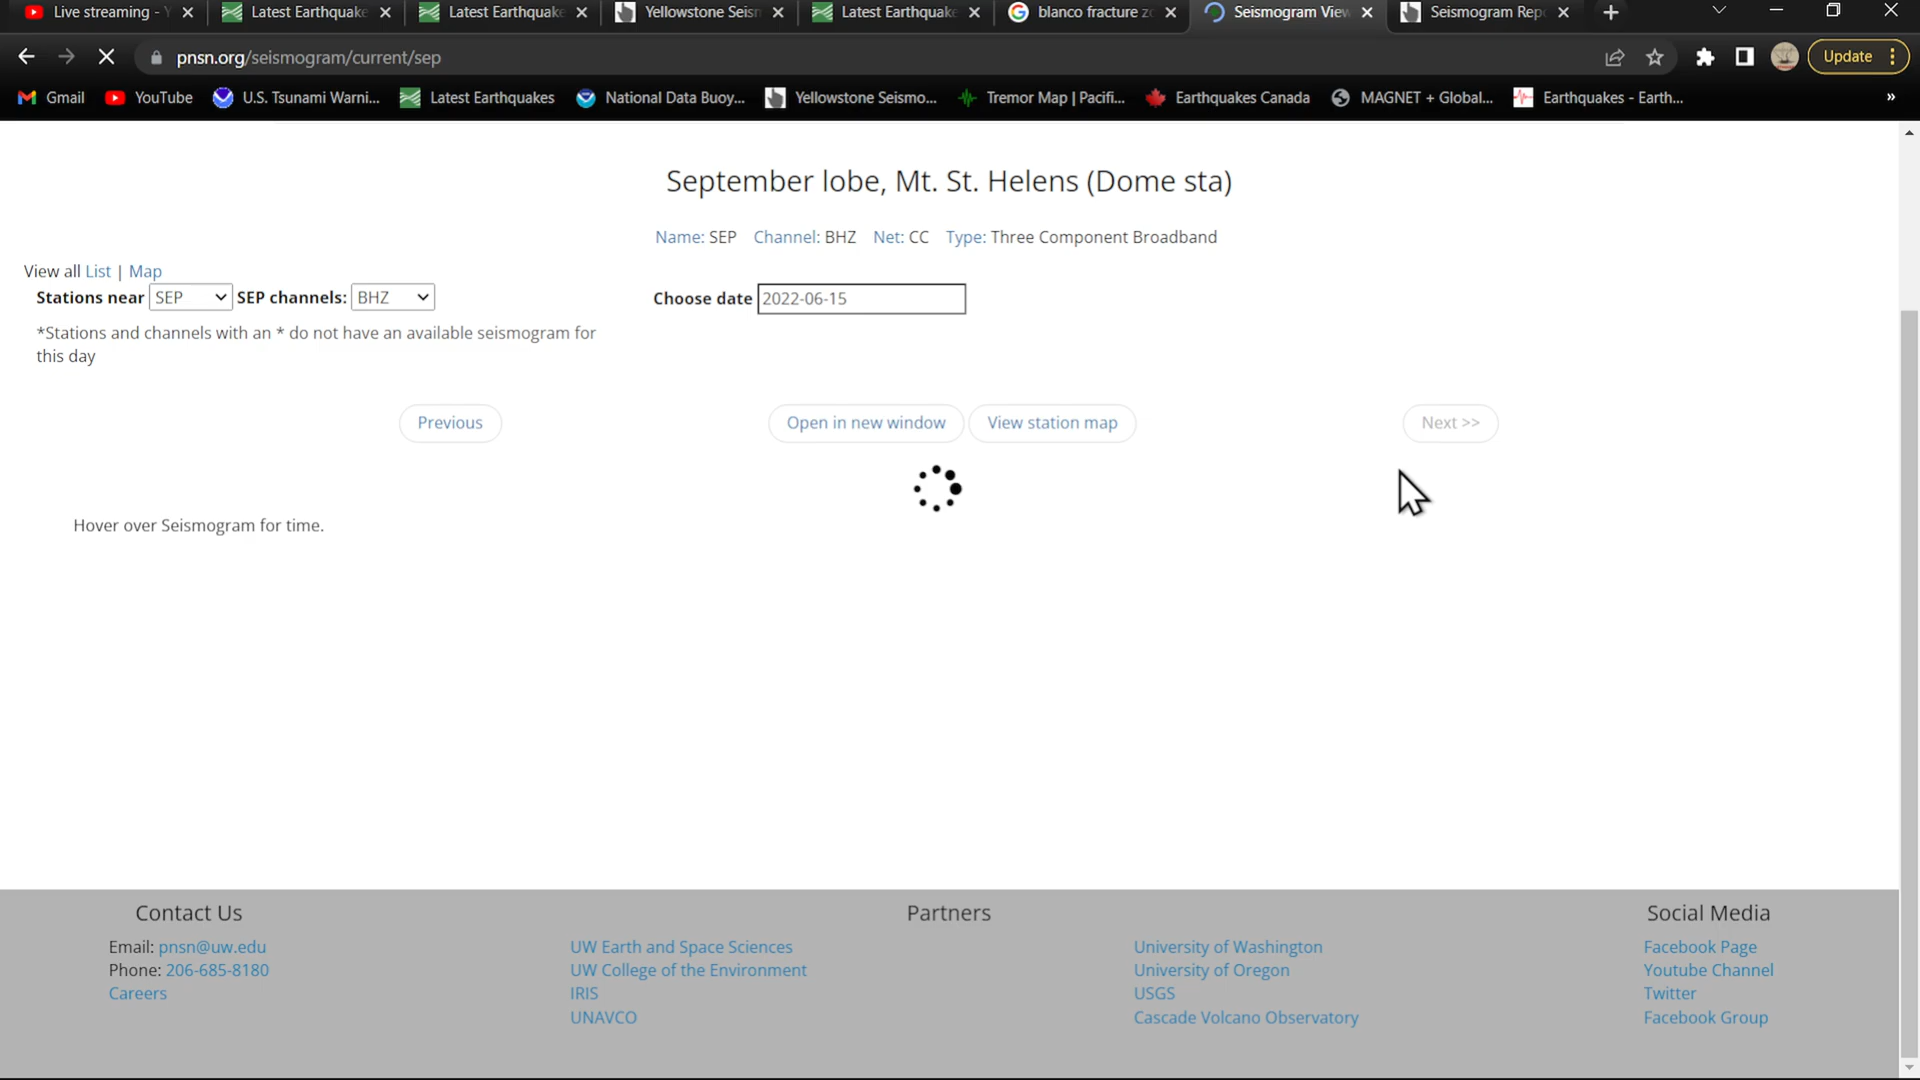 Live streaming - Y
Latest Earthquake
Latest Earthquake
Yellowstone Seisn
Latest Earthquake
blanco fracture zo
Seismogram View
Seismogram Repo
pnsn.org/seismogram/current/sep
Update
Gmail
YouTube
U.S. Tsunami Warni...
Latest Earthquakes
National Data Buoy...
Yellowstone Seismo...
Tremor Map | Pacifi...
Earthquakes Canada
MAGNET + Global...
Earthquakes - Earth...
»
September lobe, Mt. St. Helens (Dome sta)
Name: SEP Channel: BHZ Net: CC Type: Three Component Broadband
View all List | Map
Stations near SEP SEP channels: BHZ
Choose date 2022-06-15
*Stations and channels with an * do not have an available seismogram for
this day
Previous
Open in new window
View station map
Next >>
Hover over Seismogram for time.
Contact Us
Email: pnsn@uw.edu
Phone: 206-685-8180
Careers
Partners
UW Earth and Space Sciences
UW College of the Environment
IRIS
UNAVCO
University of Washington
University of Oregon
USGS
Cascade Volcano Observatory
Social Media
Facebook Page
Youtube Channel
Twitter
Facebook Group